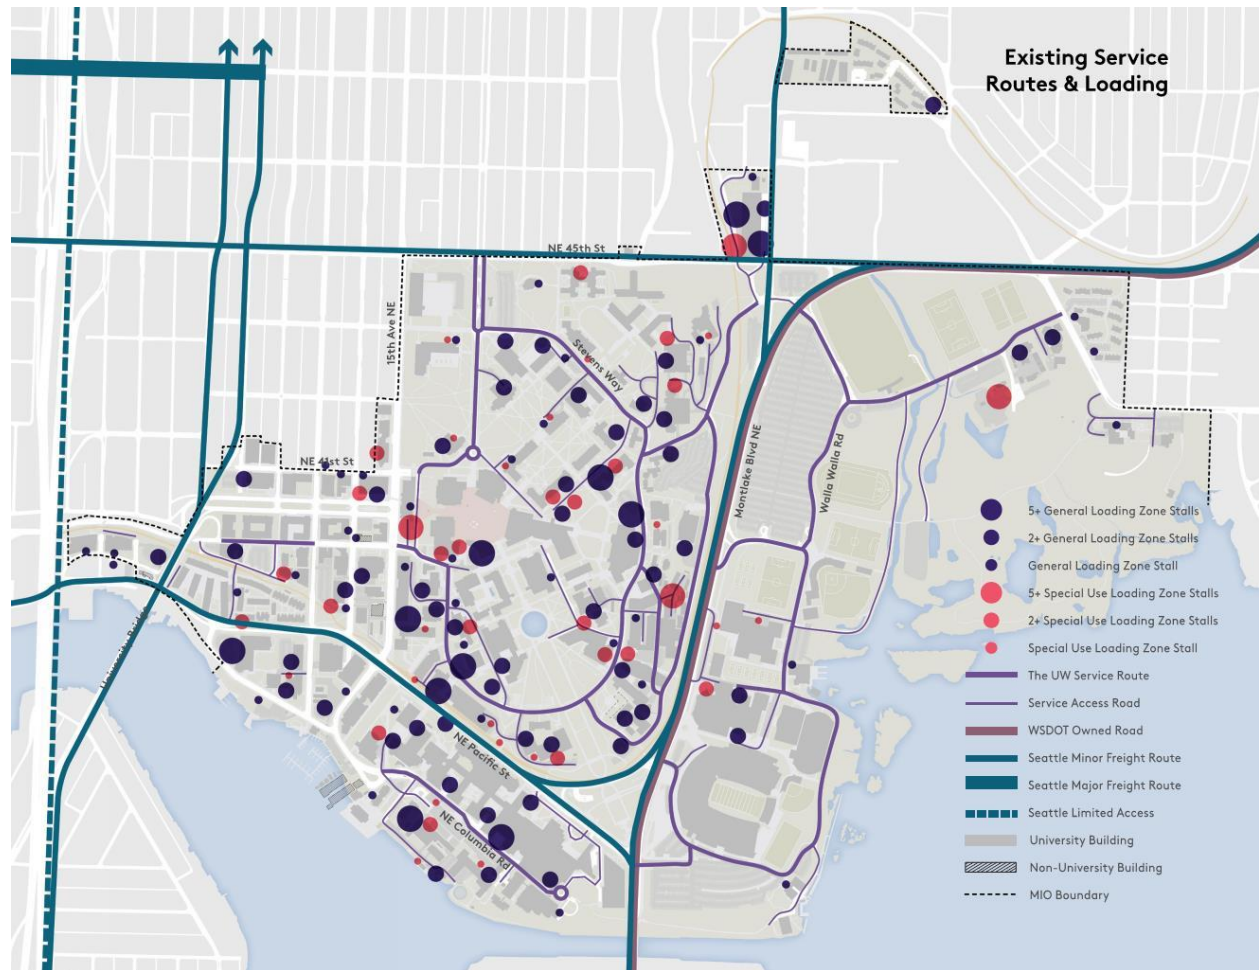 Existing Service
Routes & Loading
NE 45th St
15th Ave NE
Stevens Way
NE 41st St
Montlake Blvd NE
Walla Walla Rd
University Bridge
NE Pacific St
NE Columbia Rd
5+ General Loading Zone Stalls
2+ General Loading Zone Stalls
General Loading Zone Stall
5+ Special Use Loading Zone Stalls
2+ Special Use Loading Zone Stalls
Special Use Loading Zone Stall
The UW Service Route
Service Access Road
WSDOT Owned Road
Seattle Minor Freight Route
Seattle Major Freight Route
Seattle Limited Access
University Building
Non-University Building
MIO Boundary